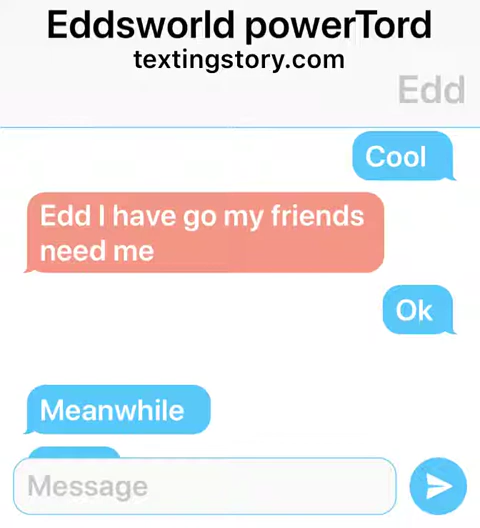 Eddsworld powerTord
textingstory.com
Edd
Cool
Edd I have go my friends
need me
Ok
Meanwhile
Message